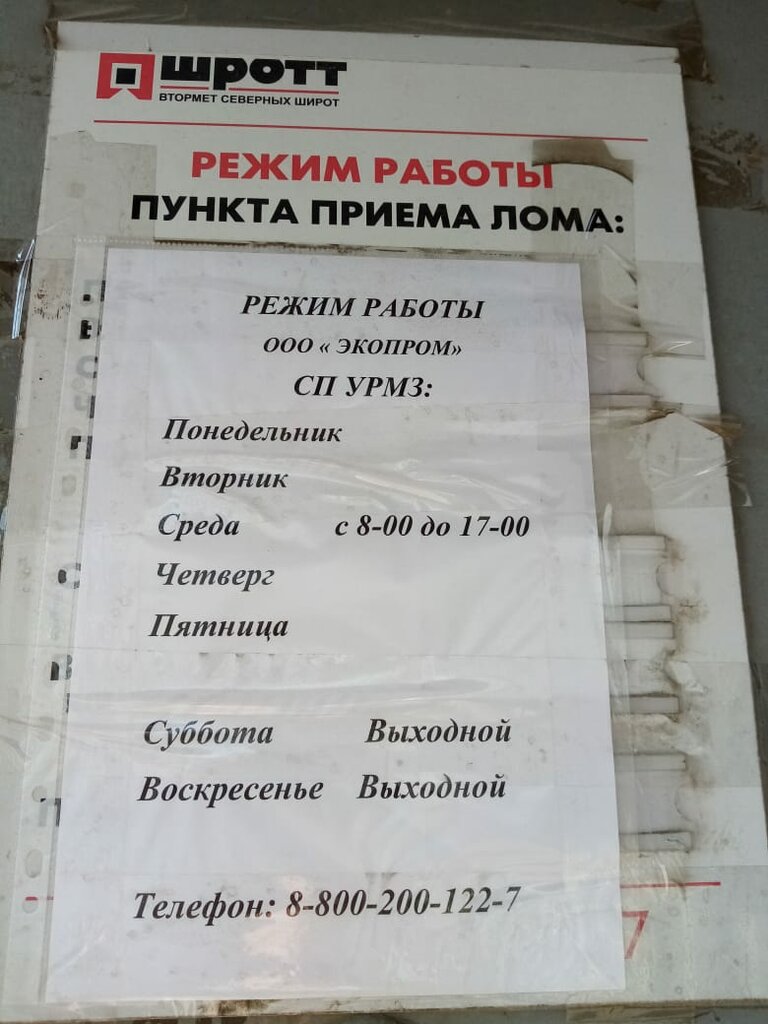 ШРОТТ
ВТОРМЕТ СЕВЕРНЫХ ШИРОТ
РЕЖИМ РАБОТЫ
ПУНКТА ПРИЕМА ЛОМА:
РЕЖИМ РАБОТЫ
ООО « ЭКОПРОМ»
СП УРМЗ:
Понедельник
Вторник
Среда с 8-00 до 17-00
Четверг
Пятница
Суббота Выходной
Воскресенье Выходной
Телефон: 8-800-200-122-7
7